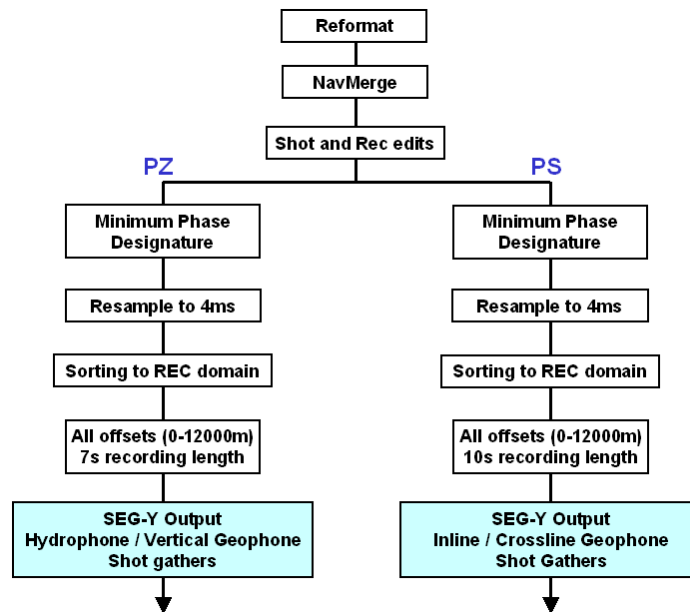 Reformat
NavMerge
Shot and Rec edits
PZ
PS
Minimum Phase
Designature
Minimum Phase
Designature
Resample to 4ms
Resample to 4ms
Sorting to REC domain
Sorting to REC domain
All offsets (0-12000m)
7s recording length
All offsets (0-12000m)
10s recording length
SEG-Y Output
Hydrophone / Vertical Geophone
Shot gathers
SEG-Y Output
Inline / Crossline Geophone
Shot Gathers